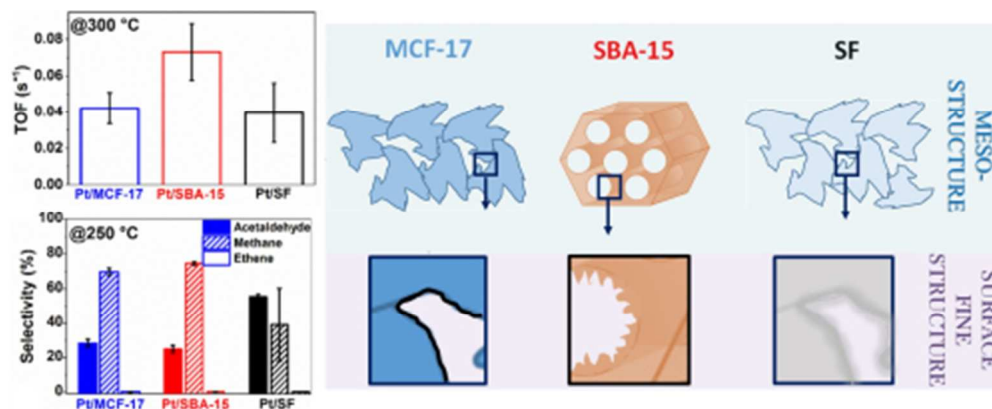 @300 °C
0.08
0.06
0.04
0.02
0.00
TOF (s⁻¹)
Pt/MCF-17 Pt/SBA-15 Pt/SF
@250 °C
Acetaldehyde
Methane
Ethene
80
60
40
20
0
Selectivity (%)
Pt/MCF-17 Pt/SBA-15 Pt/SF
MCF-17 SBA-15 SF
MESO-
STRUCTURE
SURFACE
FINE
STRUCTURE